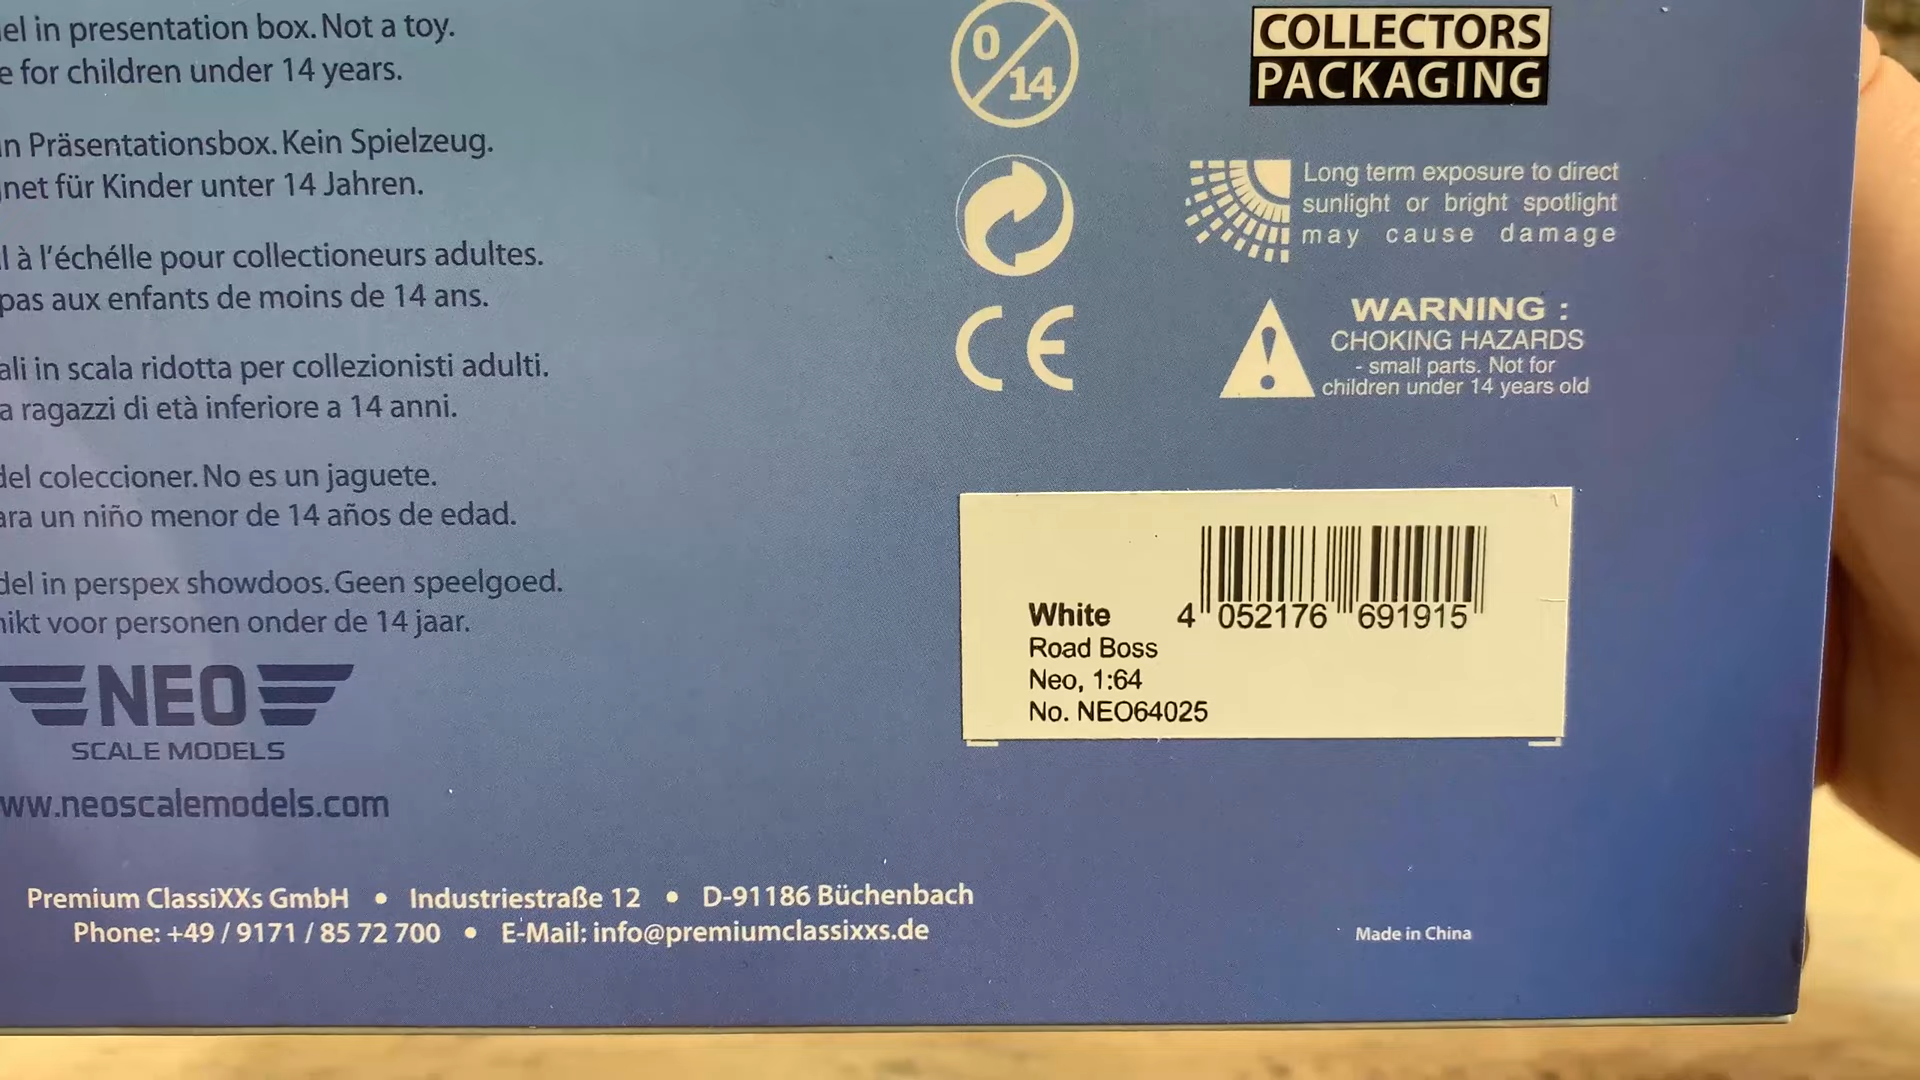 el in presentation box. Not a toy.
e for children under 14 years.
n Präsentationsbox. Kein Spielzeug.
net für Kinder unter 14 Jahren.
l à l'échélle pour collectioneurs adultes.
pas aux enfants de moins de 14 ans.
ali in scala ridotta per collezionisti adulti.
a ragazzi di età inferiore a 14 anni.
del coleccioner. No es un jaguete.
ara un niño menor de 14 años de edad.
del in perspex showdoos. Geen speelgoed.
hikt voor personen onder de 14 jaar.
NEO
SCALE MODELS
ww.neoscalemodels.com
0/14
CE
COLLECTORS
PACKAGING
Long term exposure to direct
sunlight or bright spotlight
may cause damage
WARNING :
CHOKING HAZARDS
- small parts. Not for
children under 14 years old
4 052176 691915
White
Road Boss
Neo, 1:64
No. NEO64025
Premium ClassiXXs GmbH • Industriestraße 12 • D-91186 Büchenbach
Phone: +49 / 9171 / 85 72 700 • E-Mail: info@premiumclassixxs.de
Made in China